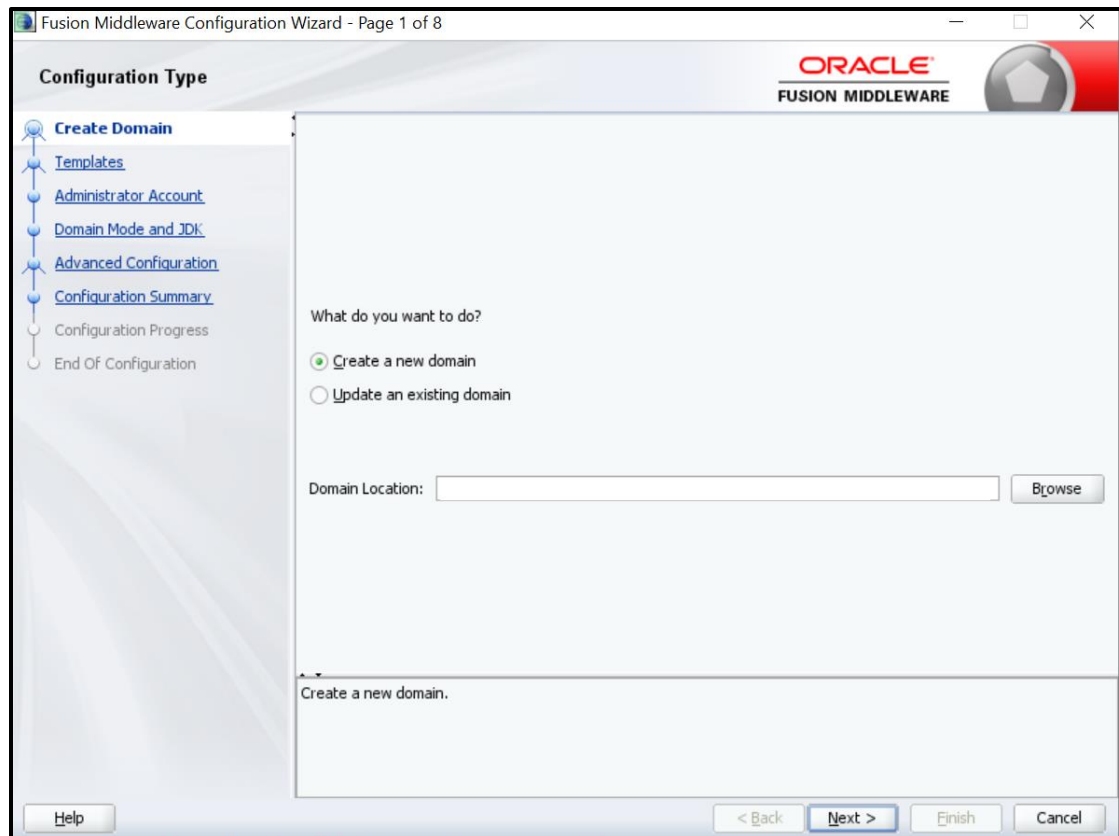 Fusion Middleware Configuration Wizard - Page 1 of 8
Configuration Type
ORACLE
FUSION MIDDLEWARE
Create Domain
Templates
Administrator Account
Domain Mode and JDK
Advanced Configuration
Configuration Summary
Configuration Progress
End Of Configuration
What do you want to do?
Create a new domain
Update an existing domain
Domain Location:
Browse
Create a new domain.
Help
< Back
Next >
Finish
Cancel